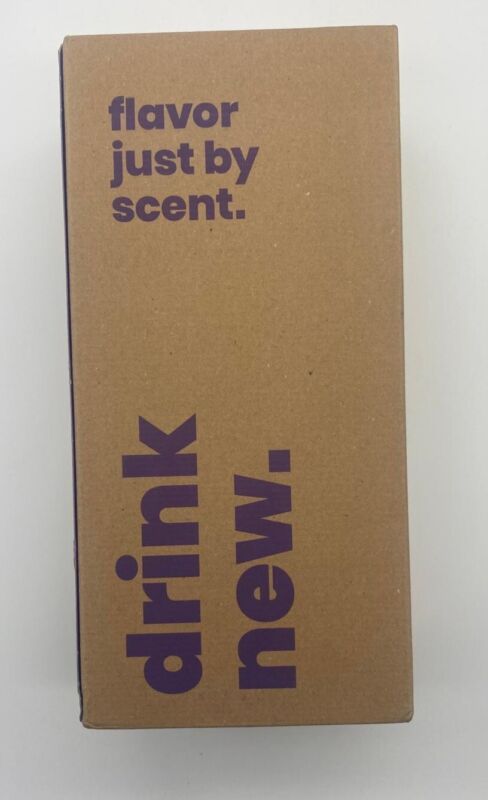 flavor
just by
scent.
drink
new.